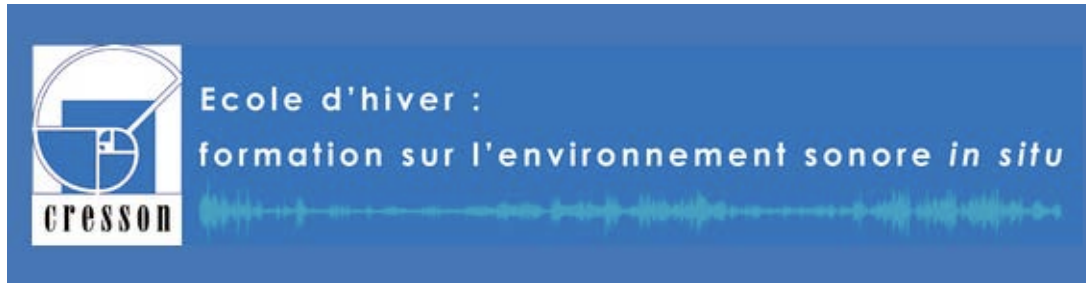 Ecole d'hiver :
formation sur l'environnement sonore in situ
cresson